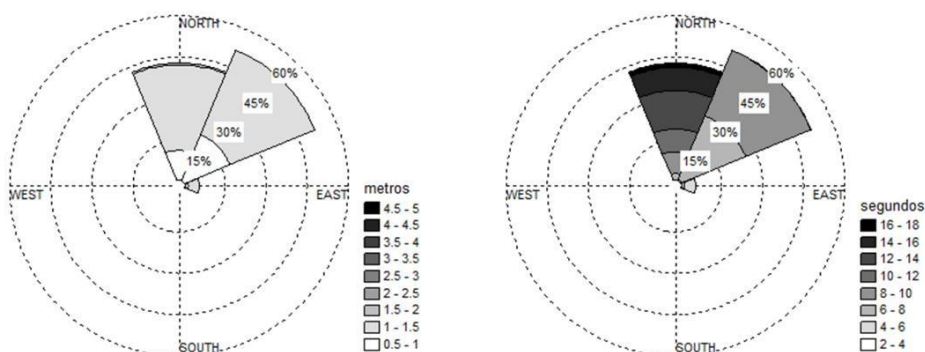 NORTH
60%
45%
30%
15%
WEST
EAST
SOUTH
metros
4.5 - 5
4 - 4.5
3.5 - 4
3 - 3.5
2.5 - 3
2 - 2.5
1.5 - 2
1 - 1.5
0.5 - 1
NORTH
60%
45%
30%
15%
WEST
EAST
SOUTH
segundos
16 - 18
14 - 16
12 - 14
10 - 12
8 - 10
6 - 8
4 - 6
2 - 4